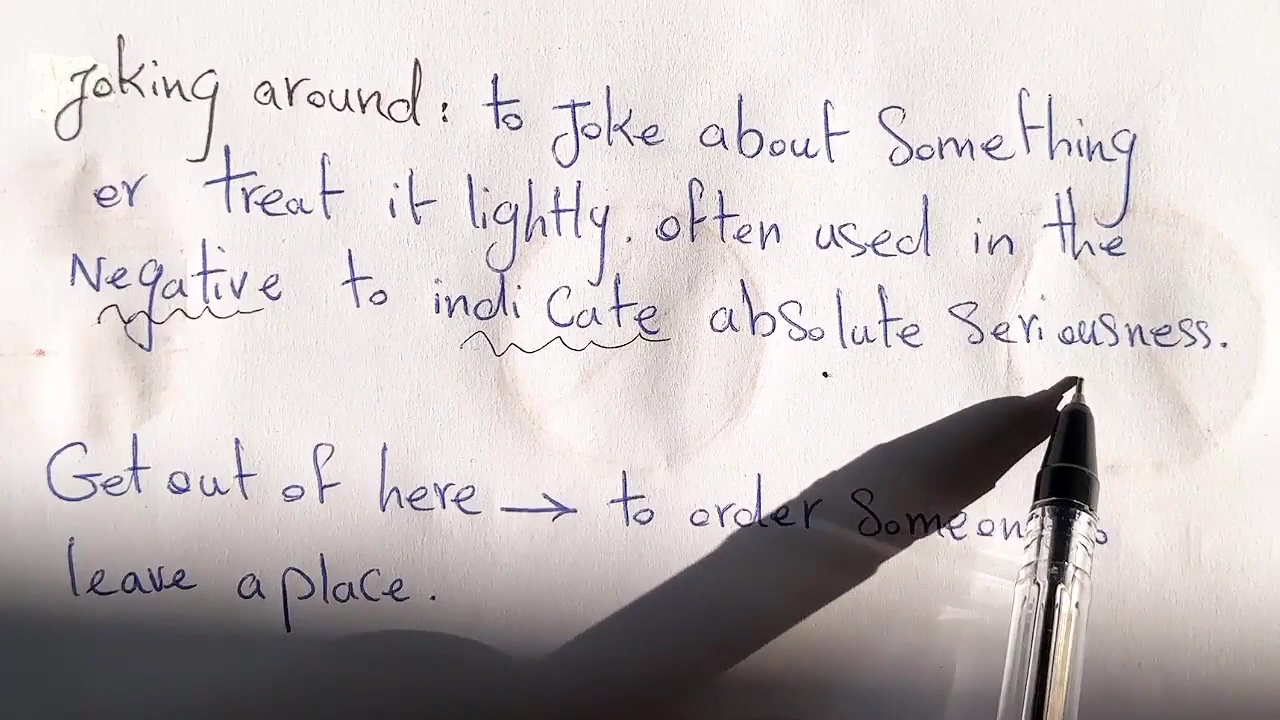 Joking around: to Joke about Something
or treat it lightly. often used in the
Negative to indicate absolute Seriousness.
Get out of here → to order Someon
leave a place.